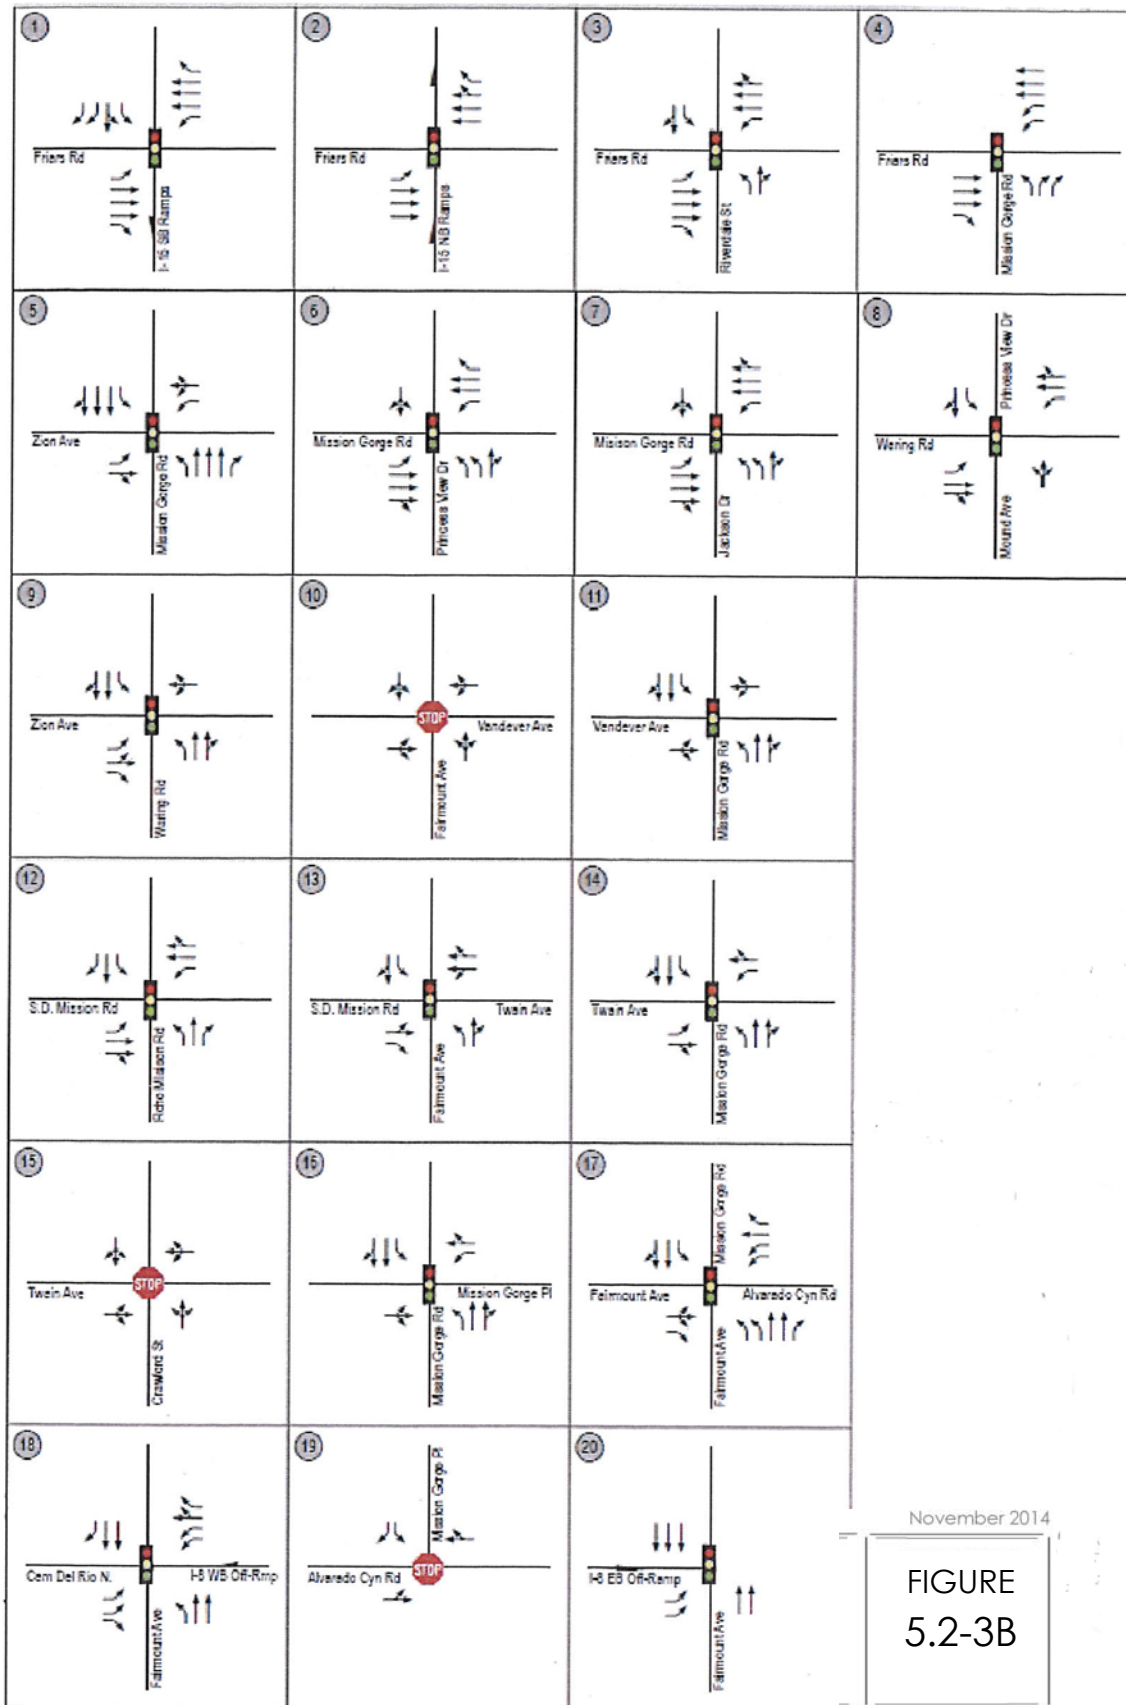 1
Friars Rd
I-15 SB Ramps
2
Friars Rd
I-15 NB Ramps
3
Friars Rd
Riverdale St
4
Friars Rd
Mission Gorge Rd
5
Zion Ave
Mission Gorge Rd
6
Mission Gorge Rd
Princess View Dr
7
Misison Gorge Rd
Jackson Dr
8
Princess View Dr
Waring Rd
Mound Ave
9
Zion Ave
Waring Rd
10
STOP
Vandever Ave
Fairmount Ave
11
Vandever Ave
Mission Gorge Rd
12
S.D. Mission Rd
Rcho Misison Rd
13
S.D. Mission Rd
Twain Ave
Fairmount Ave
14
Twain Ave
Mission Gorge Rd
15
STOP
Twain Ave
Crawford St
16
Mission Gorge Pl
Mission Gorge Rd
17
Mission Gorge Rd
Fairmount Ave
Alvarado Cyn Rd
Fairmount Ave
18
Cam Del Rio N.
I-8 WB Off-Rmp
Fairmount Ave
19
Mission Gorge Pl
Alvarado Cyn Rd
STOP
20
I-8 EB Off-Ramp
Fairmount Ave
November 2014
FIGURE
5.2-3B